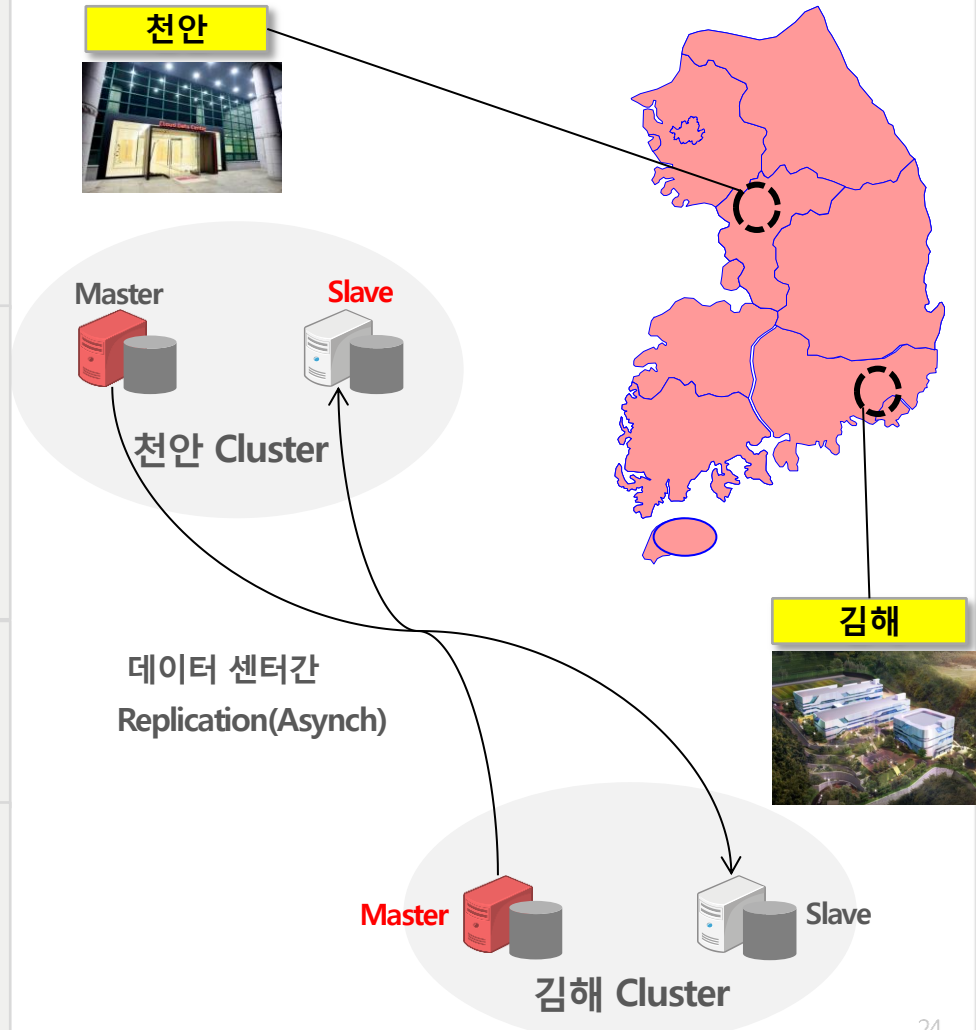 천안
Master
Slave
천안 Cluster
데이터 센터간
Replication(Asynch)
김해
Master
Slave
김해 Cluster
24